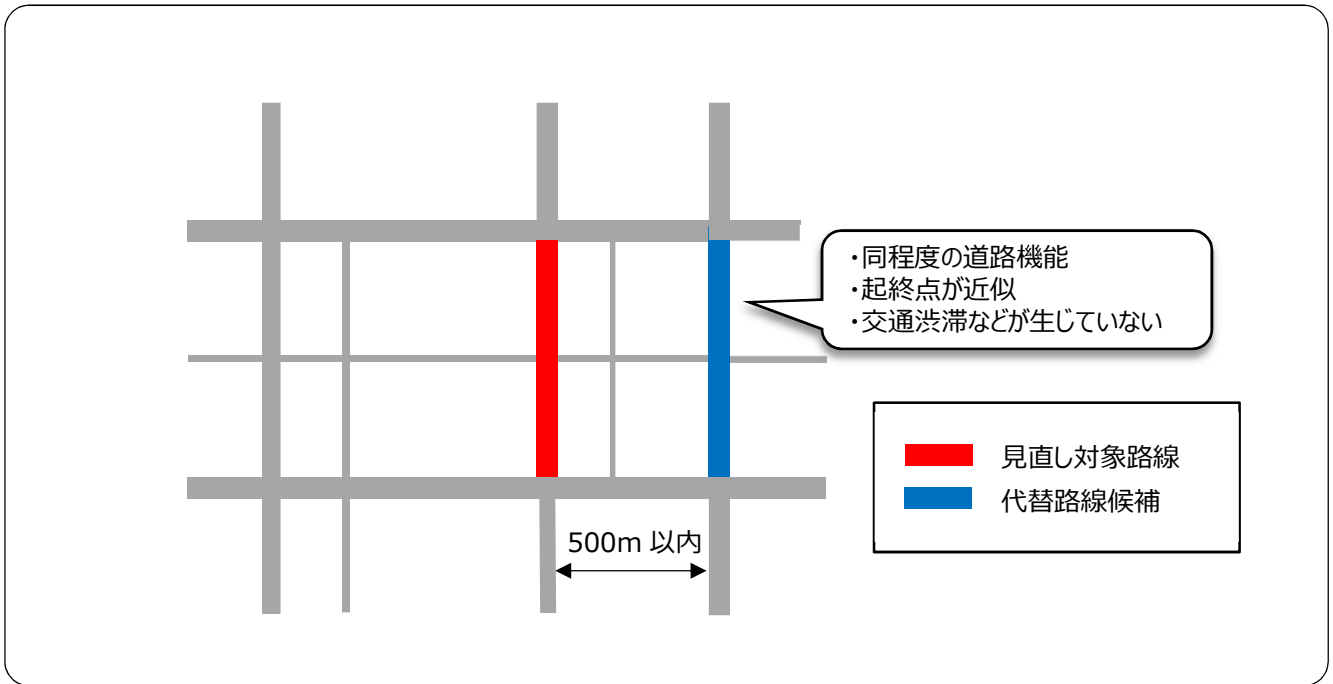 ・同程度の道路機能
・起終点が近似
・交通渋滞などが生じていない
見直し対象路線
代替路線候補
500m 以内